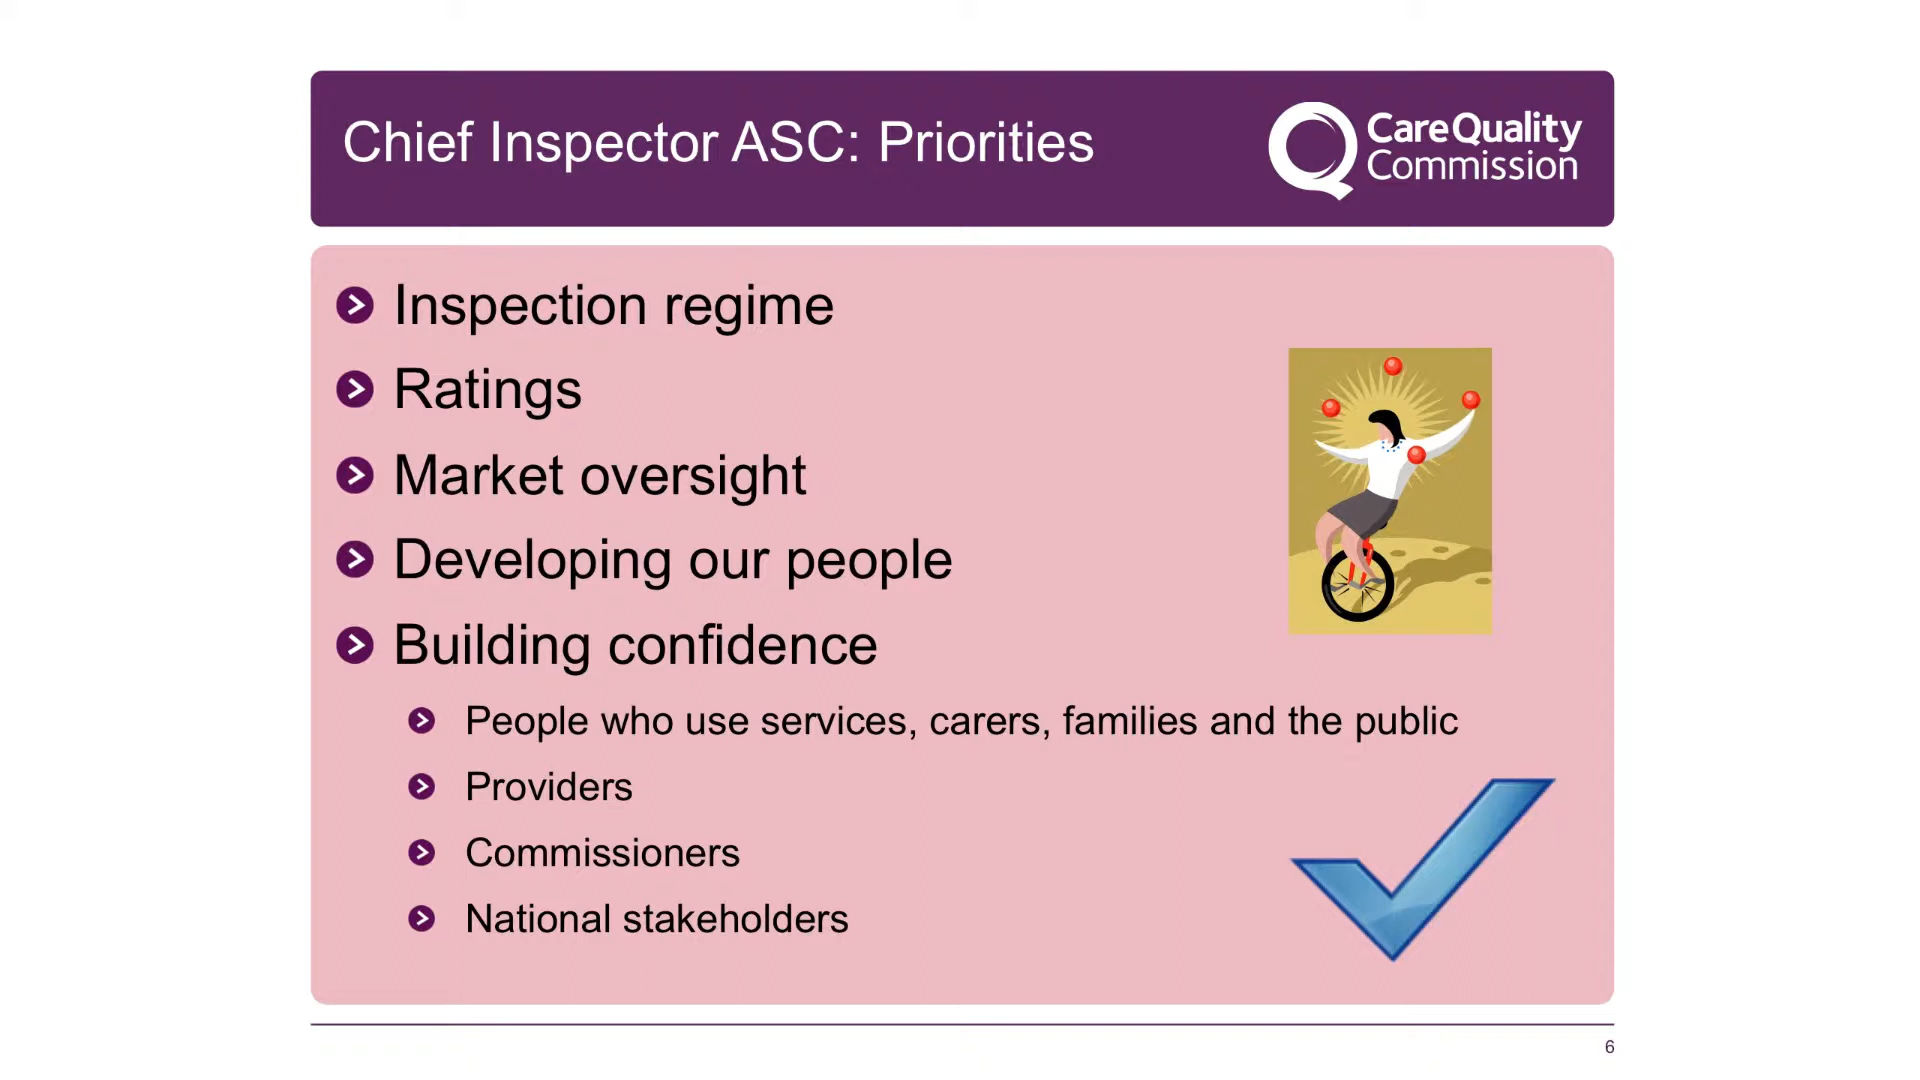 Chief Inspector ASC: Priorities
CareQuality
Commission
Inspection regime
Ratings
Market oversight
Developing our people
Building confidence
People who use services, carers, families and the public
Providers
Commissioners
National stakeholders
6